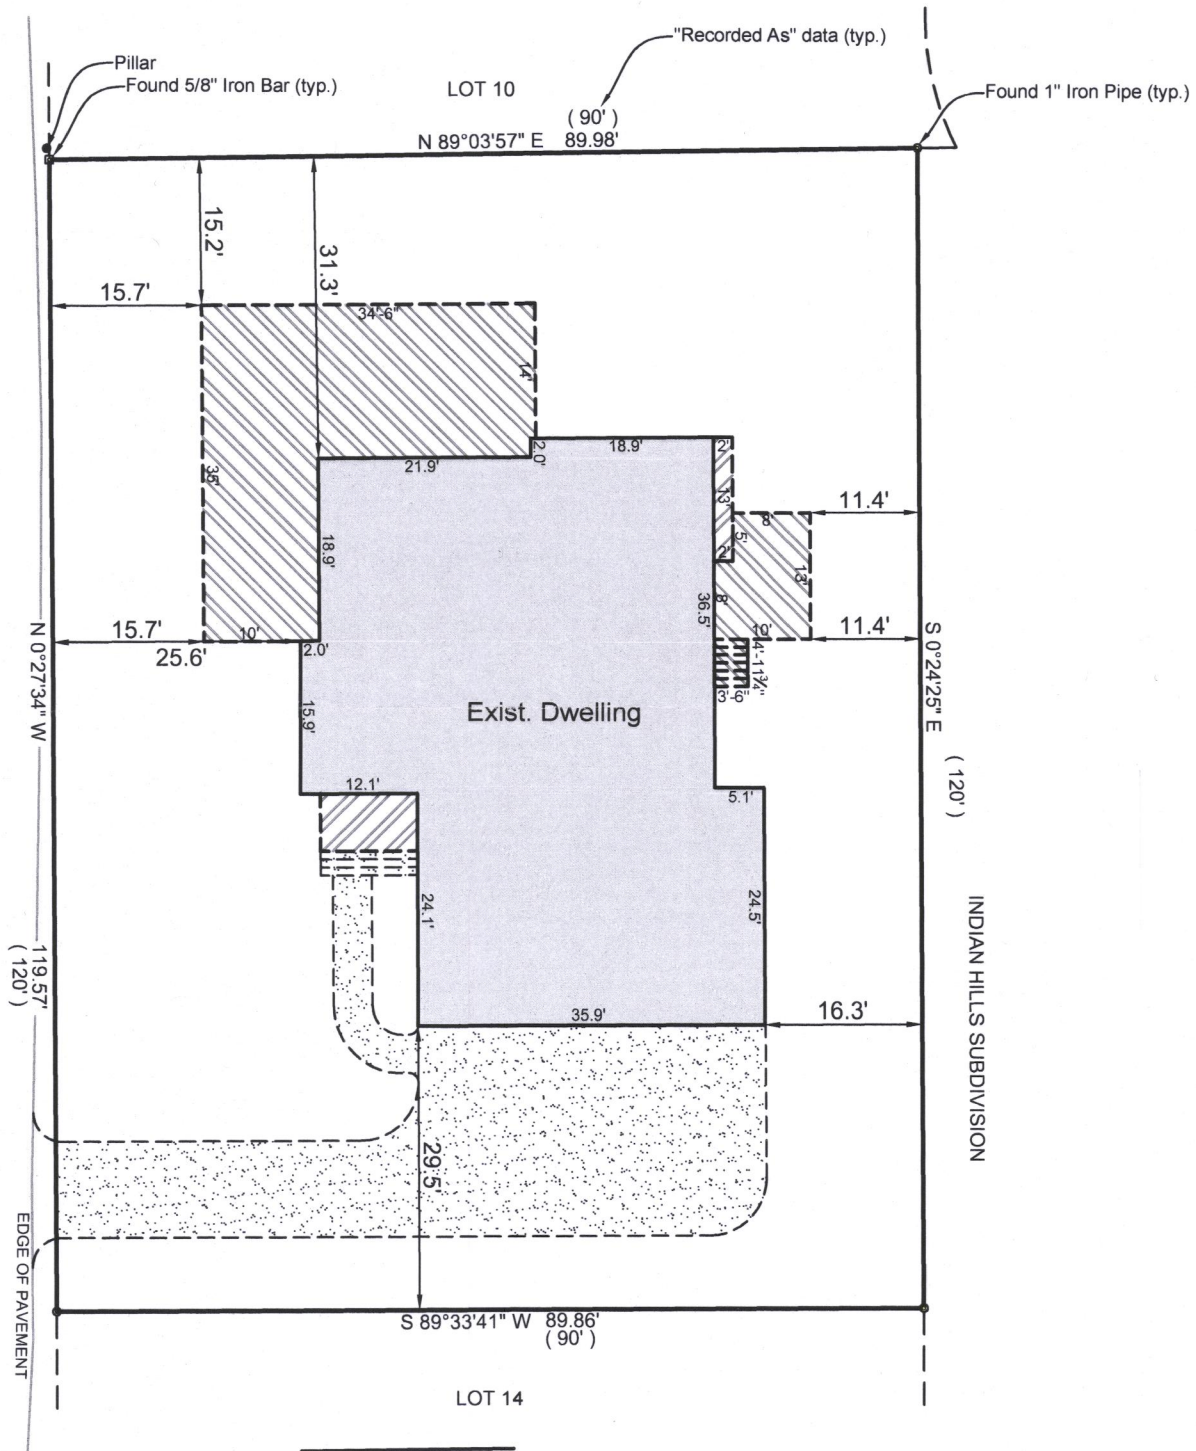 "Recorded As" data (typ.)
Pillar
Found 5/8" Iron Bar (typ.)
LOT 10
Found 1" Iron Pipe (typ.)
( 90' )
N 89°03'57" E 89.98'
15.2'
31.3'
15.7'
34'-6"
14'
2.0'
18.9'
2'
21.9'
35'
13'
11.4'
8'
5'
2'
18.9'
13'
36.5'
8'
15.7'
10'
10'
11.4'
25.6'
2.0'
4'-11¾"
3'-6"
N 0°27'34" W
S 0°24'25" E
Exist. Dwelling
15.9'
12.1'
5.1'
( 120' )
24.1'
24.5'
INDIAN HILLS SUBDIVISION
119.57'
( 120' )
35.9'
16.3'
29.5'
EDGE OF PAVEMENT
S 89°33'41" W 89.86'
( 90' )
LOT 14